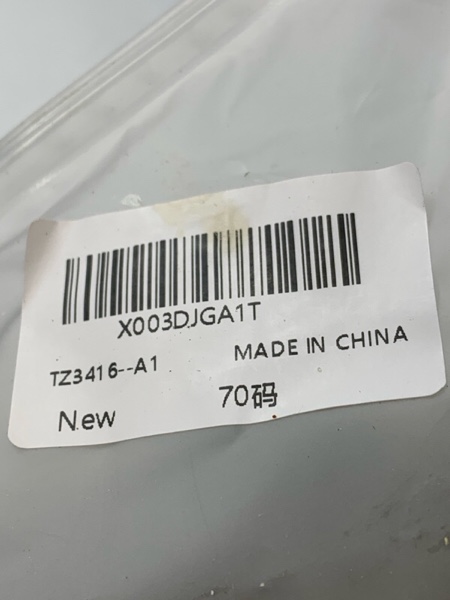 X003DJGA1T
TZ3416--A1 MADE IN CHINA
New 70码